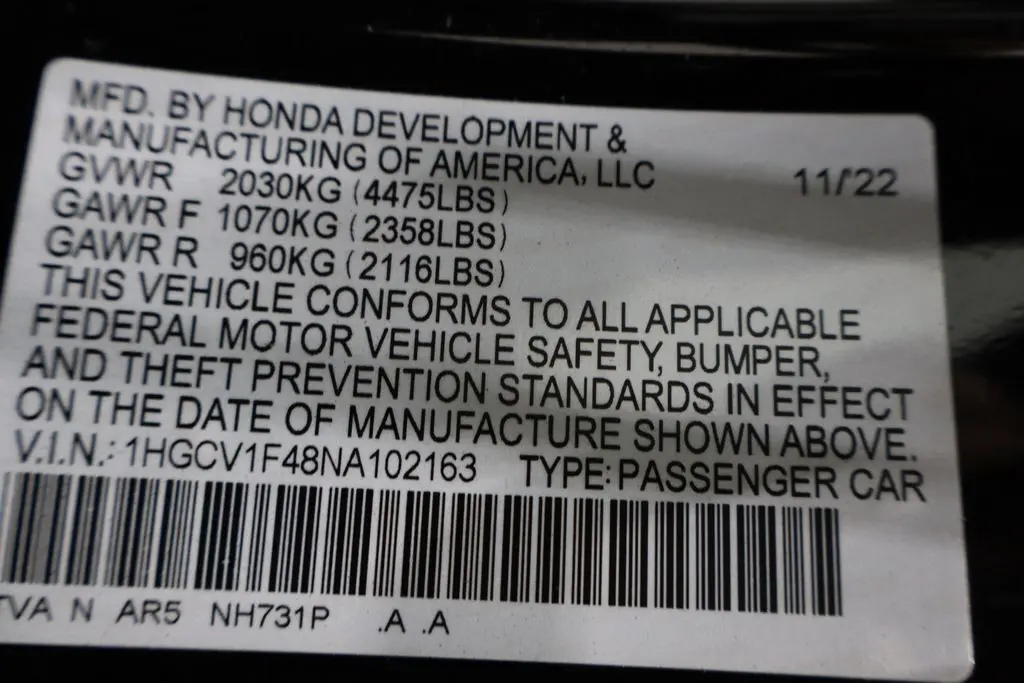 MFD. BY HONDA DEVELOPMENT &
MANUFACTURING OF AMERICA, LLC
11/'22
GVWR 2030KG (4475LBS)
GAWR F 1070KG (2358LBS)
GAWR R 960KG (2116LBS)
THIS VEHICLE CONFORMS TO ALL APPLICABLE
FEDERAL MOTOR VEHICLE SAFETY, BUMPER,
AND THEFT PREVENTION STANDARDS IN EFFECT
ON THE DATE OF MANUFACTURE SHOWN ABOVE.
V.I.N.: 1HGCV1F48NA102163 TYPE: PASSENGER CAR
TVA N AR5 NH731P .A .A